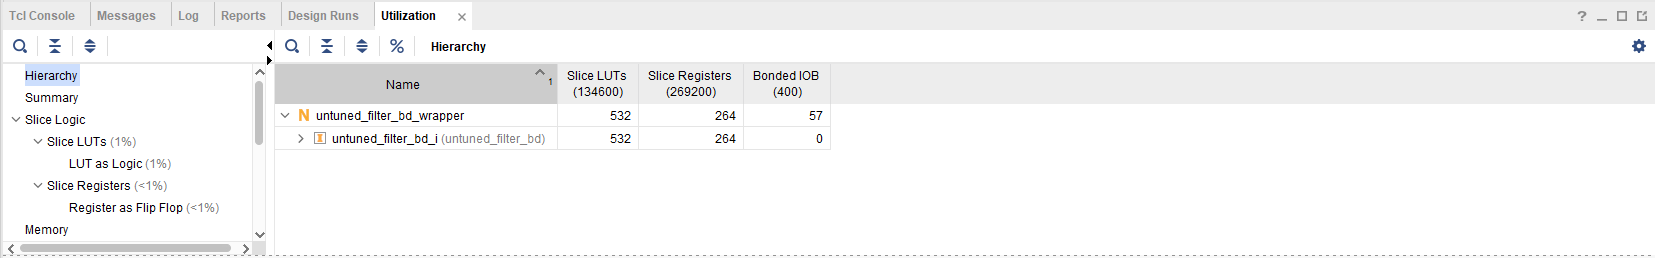 Tcl Console Messages Log Reports Design Runs Utilization × ?
Hierarchy
Hierarchy
Summary
Slice Logic
Slice LUTs (1%)
LUT as Logic (1%)
Slice Registers (<1%)
Register as Flip Flop (<1%)
Memory
Name 1 Slice LUTs (134600) Slice Registers (269200) Bonded IOB (400)
N untuned_filter_bd_wrapper 532 264 57
untuned_filter_bd_i (untuned_filter_bd) 532 264 0